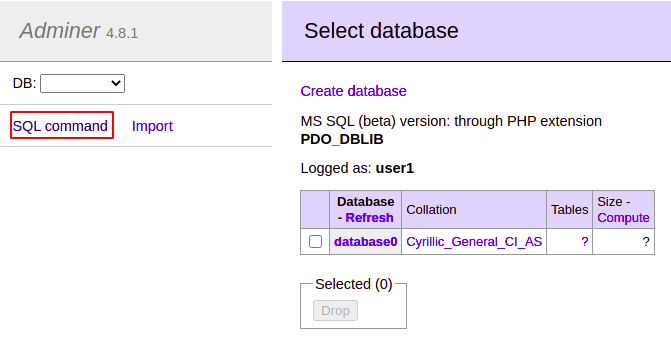 Adminer 4.8.1
DB:
SQL command Import
Select database
Create database
MS SQL (beta) version: through PHP extension
PDO_DBLIB
Logged as: user1
Database - Refresh Collation Tables Size - Compute
database0 Cyrillic_General_CI_AS ? ?
Selected (0)
Drop